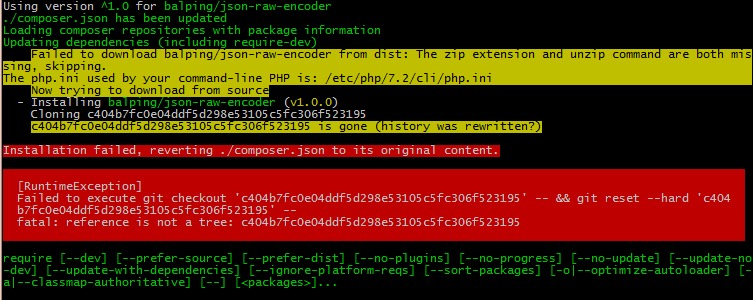 Using version ^1.0 for balping/json-raw-encoder
./composer.json has been updated
Loading composer repositories with package information
Updating dependencies (including require-dev)
Failed to download balping/json-raw-encoder from dist: The zip extension and unzip command are both mis
sing, skipping.
The php.ini used by your command-line PHP is: /etc/php/7.2/cli/php.ini
Now trying to download from source
- Installing balping/json-raw-encoder (v1.0.0)
Cloning c404b7fc0e04ddf5d298e53105c5fc306f523195
c404b7fc0e04ddf5d298e53105c5fc306f523195 is gone (history was rewritten?)
Installation failed, reverting ./composer.json to its original content.
[RuntimeException]
Failed to execute git checkout 'c404b7fc0e04ddf5d298e53105c5fc306f523195' -- && git reset --hard 'c404
b7fc0e04ddf5d298e53105c5fc306f523195' --
fatal: reference is not a tree: c404b7fc0e04ddf5d298e53105c5fc306f523195
require [--dev] [--prefer-source] [--prefer-dist] [--no-plugins] [--no-progress] [--no-update] [--update-no
-dev] [--update-with-dependencies] [--ignore-platform-reqs] [--sort-packages] [-o|--optimize-autoloader] [-
a|--classmap-authoritative] [--] [<packages>]...